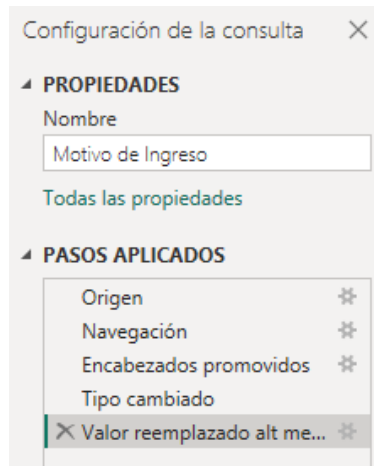 Configuración de la consulta
PROPIEDADES
Nombre
Motivo de Ingreso
Todas las propiedades
PASOS APLICADOS
Origen
Navegación
Encabezados promovidos
Tipo cambiado
Valor reemplazado alt me...